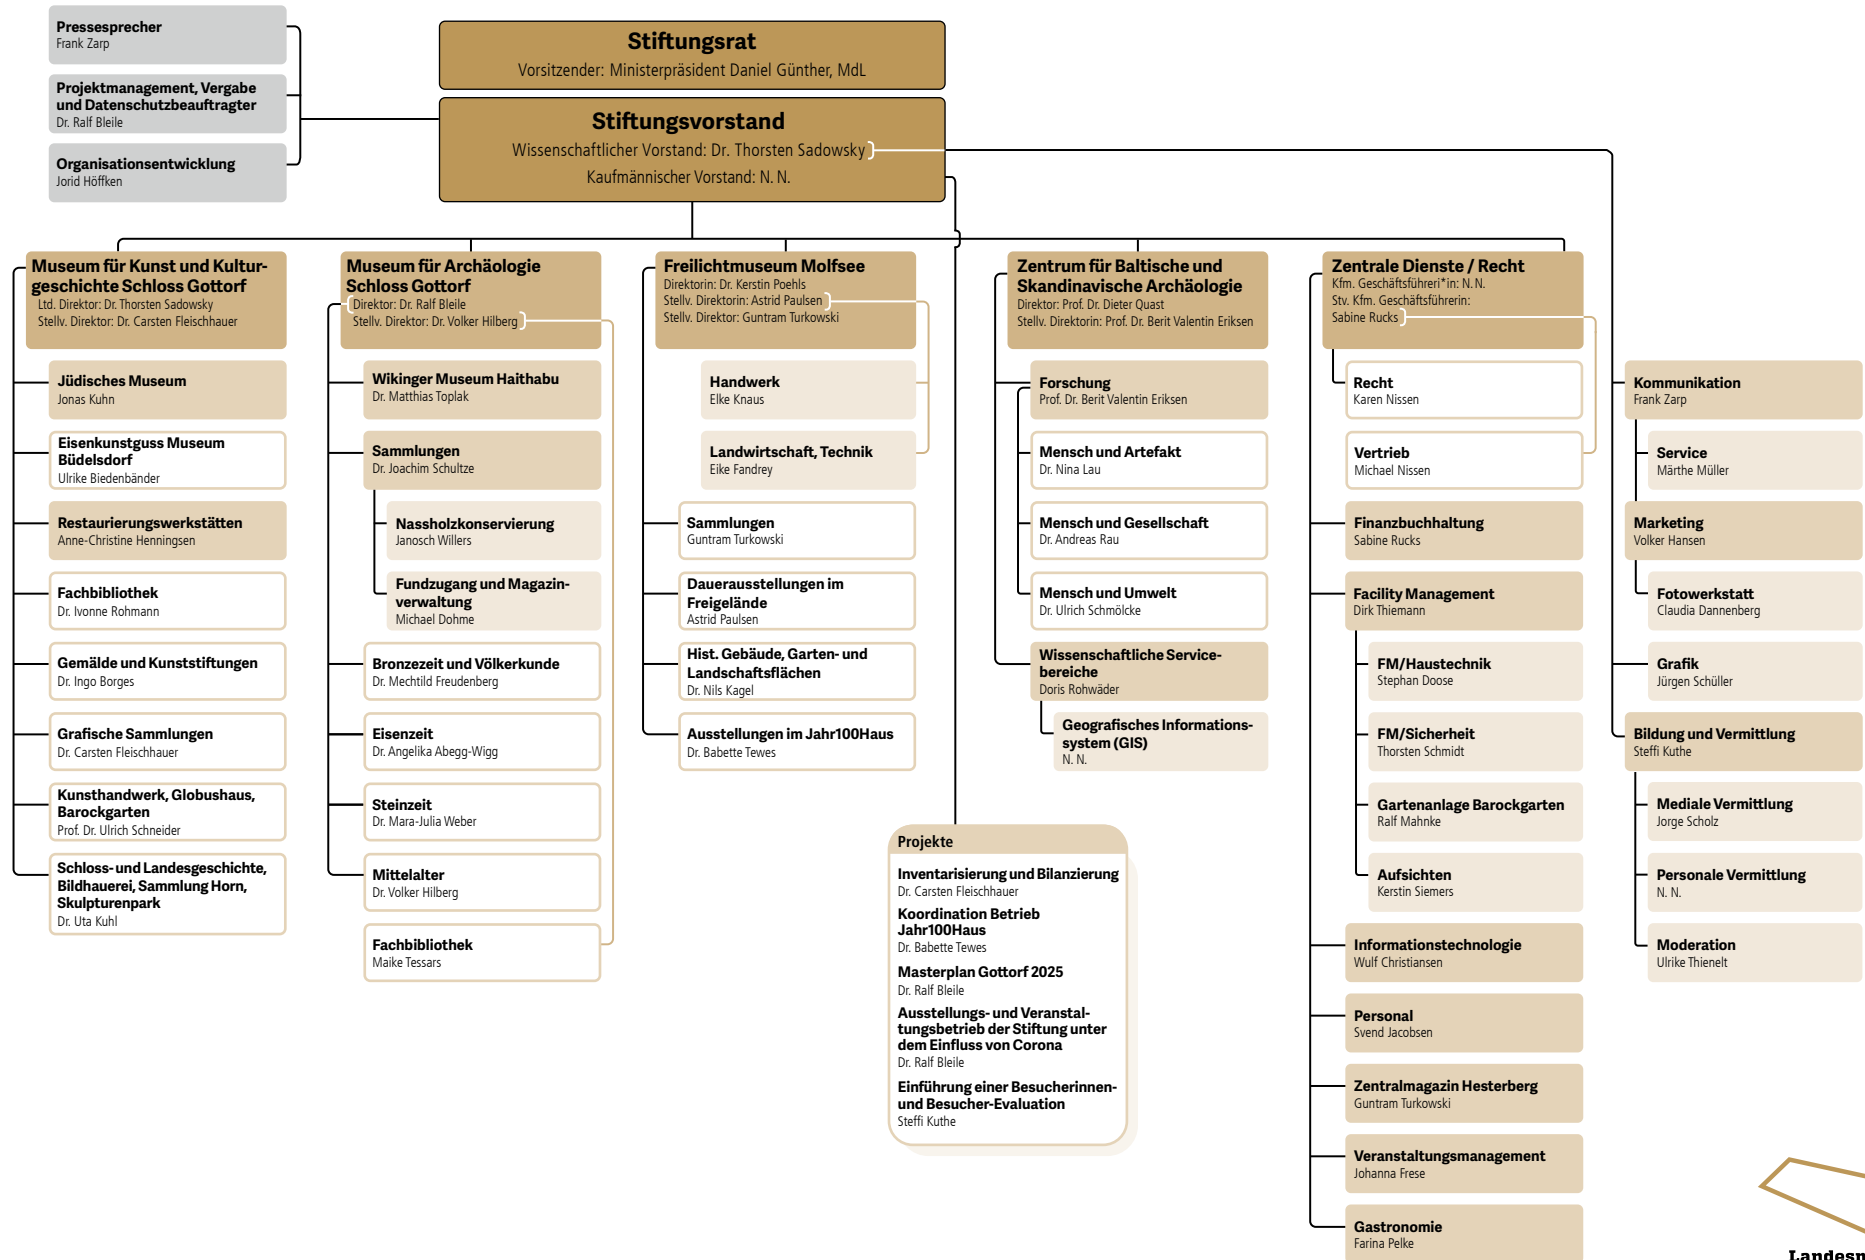 Pressesprecher
Frank Zarp
Projektmanagement, Vergabe
und Datenschutzbeauftragter
Dr. Ralf Bleile
Organisationsentwicklung
Jorid Höffken
Stiftungsrat
Vorsitzender: Ministerpräsident Daniel Günther, MdL
Stiftungsvorstand
Wissenschaftlicher Vorstand: Dr. Thorsten Sadowsky
Kaufmännischer Vorstand: N. N.
Museum für Kunst und Kultur-
geschichte Schloss Gottorf
Ltd. Direktor: Dr. Thorsten Sadowsky
Stellv. Direktor: Dr. Carsten Fleischhauer
Jüdisches Museum
Jonas Kuhn
Eisenkunstguss Museum
Büdelsdorf
Ulrike Biedenbänder
Restaurierungswerkstätten
Anne-Christine Henningsen
Fachbibliothek
Dr. Ivonne Rohmann
Gemälde und Kunststiftungen
Dr. Ingo Borges
Grafische Sammlungen
Dr. Carsten Fleischhauer
Kunsthandwerk, Globushaus,
Barockgarten
Prof. Dr. Ulrich Schneider
Schloss- und Landesgeschichte,
Bildhauerei, Sammlung Horn,
Skulpturenpark
Dr. Uta Kuhl
Museum für Archäologie
Schloss Gottorf
Direktor: Dr. Ralf Bleile
Stellv. Direktor: Dr. Volker Hilberg
Wikinger Museum Haithabu
Dr. Matthias Toplak
Sammlungen
Dr. Joachim Schultze
Nassholzkonservierung
Janosch Willers
Fundzugang und Magazin-
verwaltung
Michael Dohme
Bronzezeit und Völkerkunde
Dr. Mechtild Freudenberg
Eisenzeit
Dr. Angelika Abegg-Wigg
Steinzeit
Dr. Mara-Julia Weber
Mittelalter
Dr. Volker Hilberg
Fachbibliothek
Maike Tessars
Freilichtmuseum Molfsee
Direktorin: Dr. Kerstin Poehls
Stellv. Direktorin: Astrid Paulsen
Stellv. Direktor: Guntram Turkowski
Handwerk
Elke Knaus
Landwirtschaft, Technik
Eike Fandrey
Sammlungen
Guntram Turkowski
Dauerausstellungen im
Freigelände
Astrid Paulsen
Hist. Gebäude, Garten- und
Landschaftsflächen
Dr. Nils Kagel
Ausstellungen im Jahr100Haus
Dr. Babette Tewes
Projekte
Inventarisierung und Bilanzierung
Dr. Carsten Fleischhauer
Koordination Betrieb
Jahr100Haus
Dr. Babette Tewes
Masterplan Gottorf 2025
Dr. Ralf Bleile
Ausstellungs- und Veranstal-
tungsbetrieb der Stiftung unter
dem Einfluss von Corona
Dr. Ralf Bleile
Einführung einer Besucherinnen-
und Besucher-Evaluation
Steffi Kuthe
Zentrum für Baltische und
Skandinavische Archäologie
Direktor: Prof. Dr. Dieter Quast
Stellv. Direktorin: Prof. Dr. Berit Valentin Eriksen
Forschung
Prof. Dr. Berit Valentin Eriksen
Mensch und Artefakt
Dr. Nina Lau
Mensch und Gesellschaft
Dr. Andreas Rau
Mensch und Umwelt
Dr. Ulrich Schmölcke
Wissenschaftliche Service-
bereiche
Doris Rohwäder
Geografisches Informations-
system (GIS)
N. N.
Zentrale Dienste / Recht
Kfm. Geschäftsführeri*in: N. N.
Stv. Kfm. Geschäftsführerin:
Sabine Rucks
Recht
Karen Nissen
Vertrieb
Michael Nissen
Finanzbuchhaltung
Sabine Rucks
Facility Management
Dirk Thiemann
FM/Haustechnik
Stephan Doose
FM/Sicherheit
Thorsten Schmidt
Gartenanlage Barockgarten
Ralf Mahnke
Aufsichten
Kerstin Siemers
Informationstechnologie
Wulf Christiansen
Personal
Svend Jacobsen
Zentralmagazin Hesterberg
Guntram Turkowski
Veranstaltungsmanagement
Johanna Frese
Gastronomie
Farina Pelke
Kommunikation
Frank Zarp
Service
Märthe Müller
Marketing
Volker Hansen
Fotowerkstatt
Claudia Dannenberg
Grafik
Jürgen Schüller
Bildung und Vermittlung
Steffi Kuthe
Mediale Vermittlung
Jorge Scholz
Personale Vermittlung
N. N.
Moderation
Ulrike Thienelt